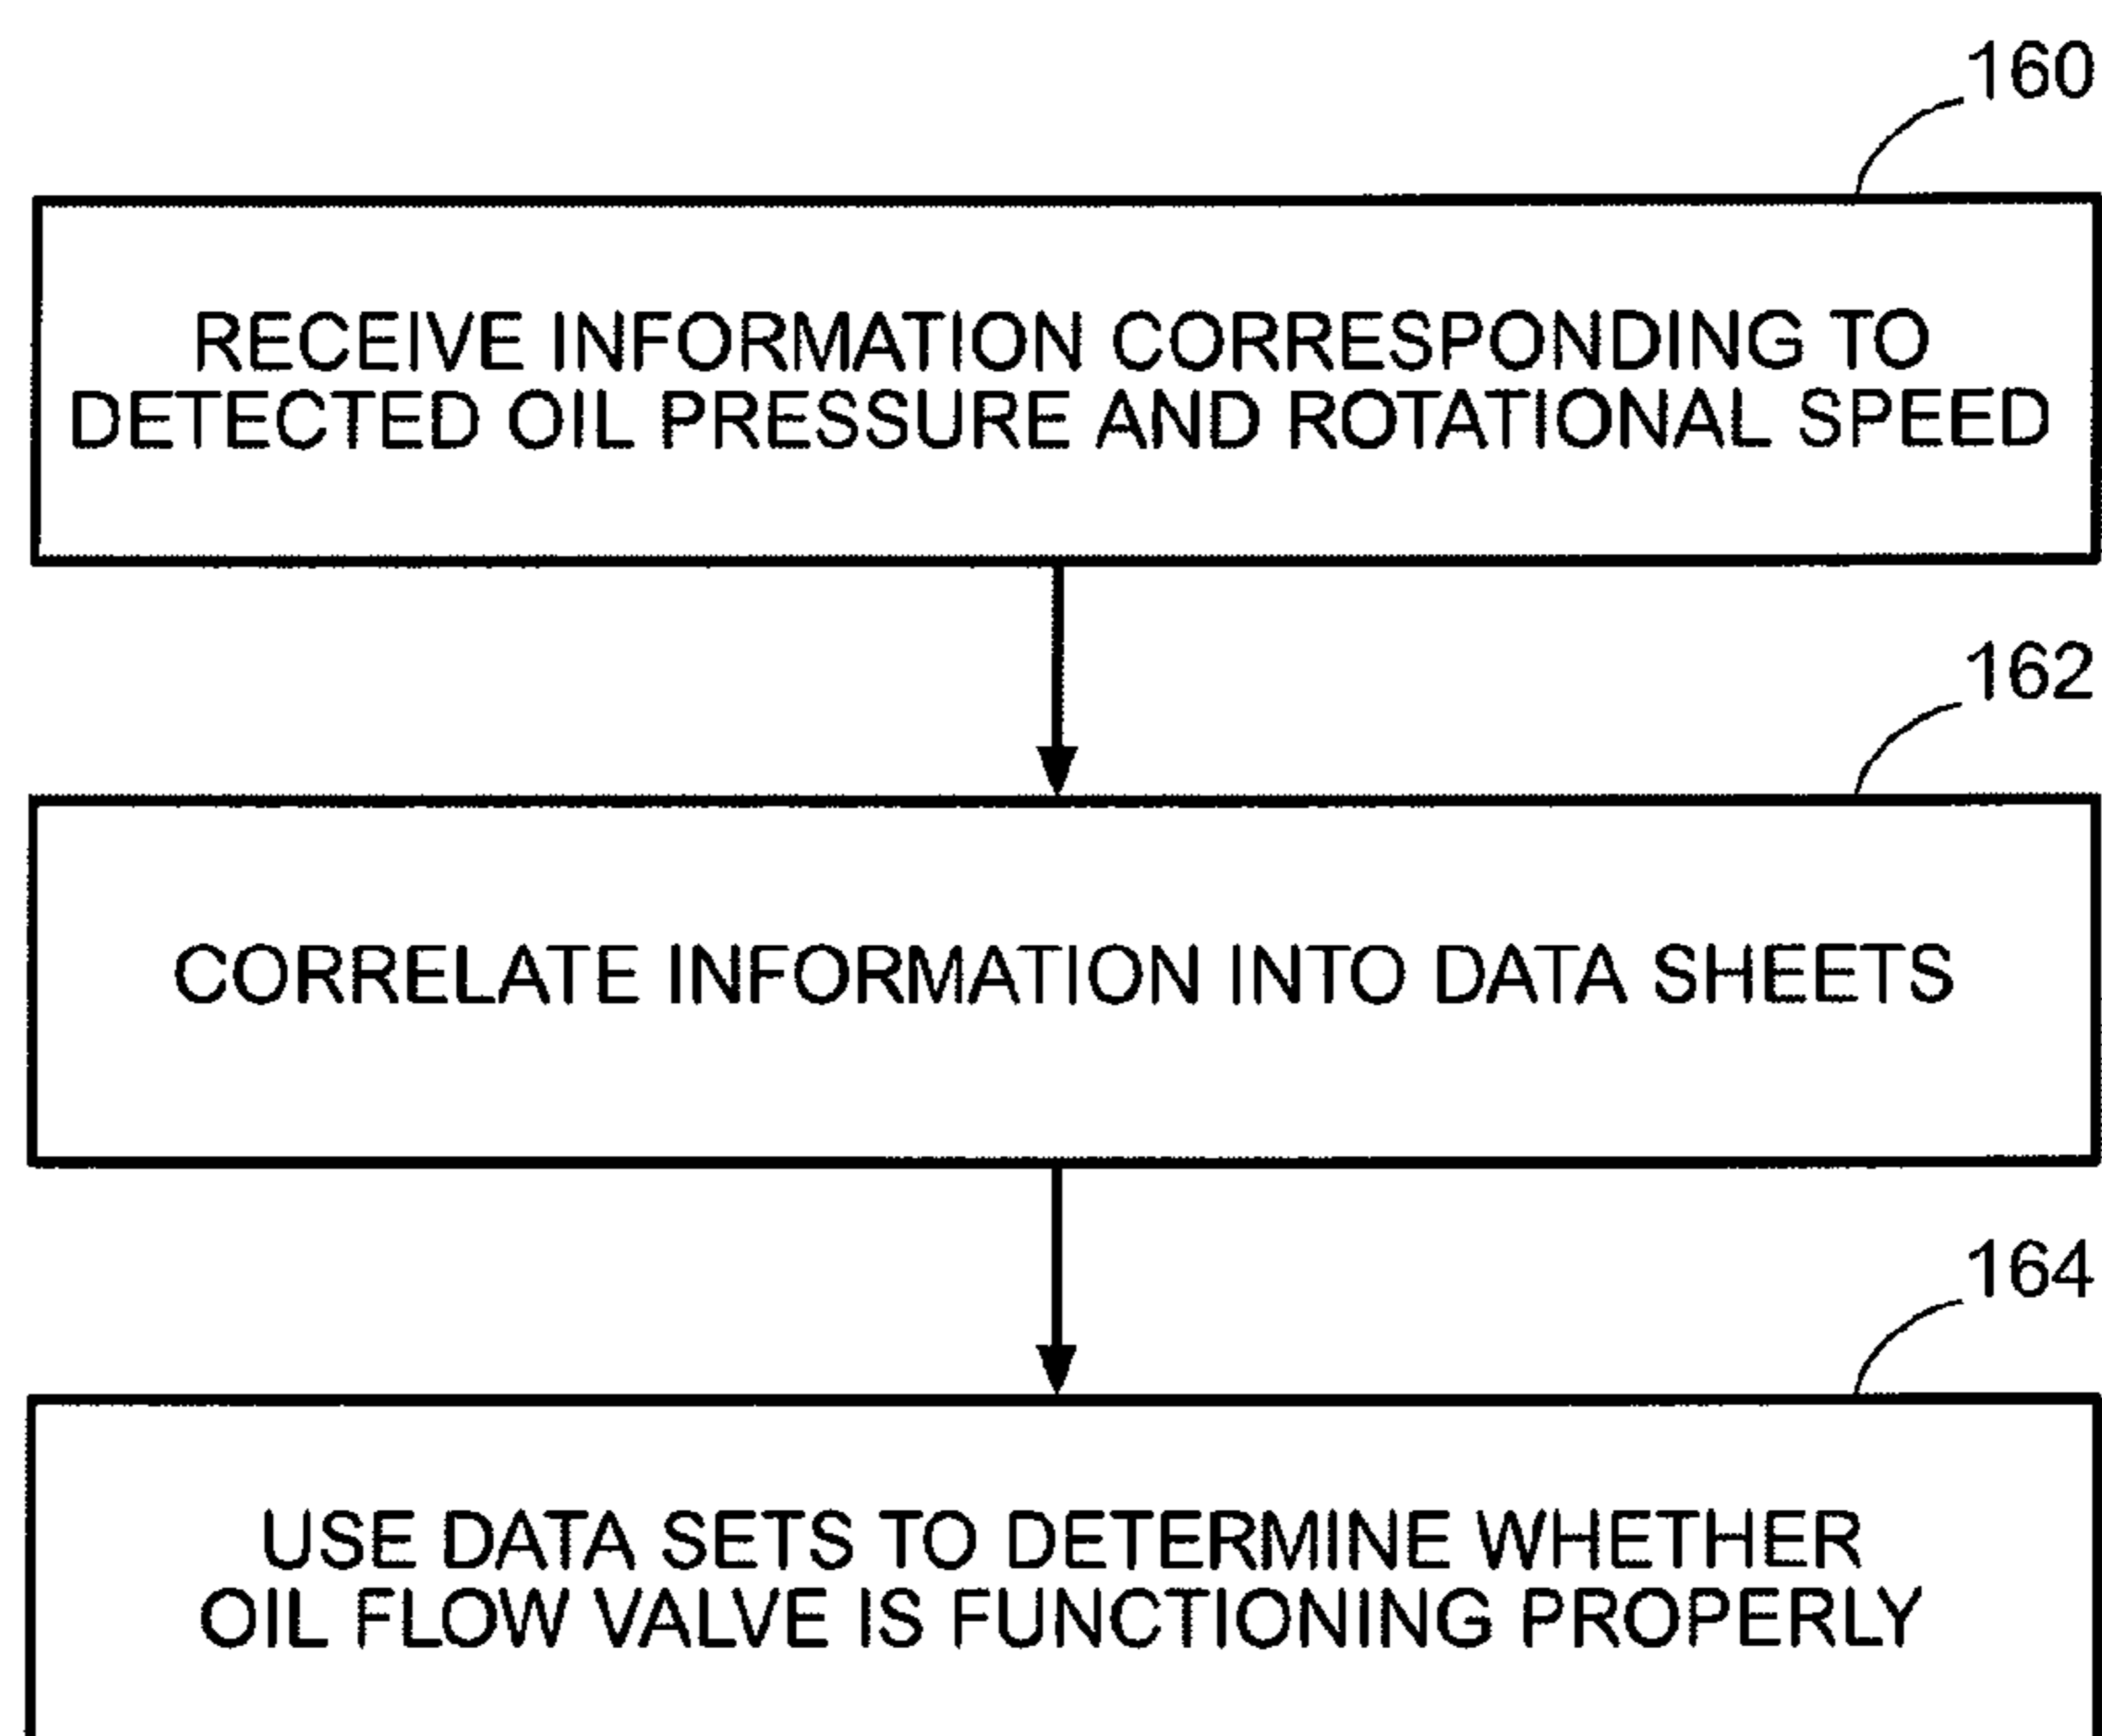 160
RECEIVE INFORMATION CORRESPONDING TO
DETECTED OIL PRESSURE AND ROTATIONAL SPEED
162
CORRELATE INFORMATION INTO DATA SHEETS
164
USE DATA SETS TO DETERMINE WHETHER
OIL FLOW VALVE IS FUNCTIONING PROPERLY